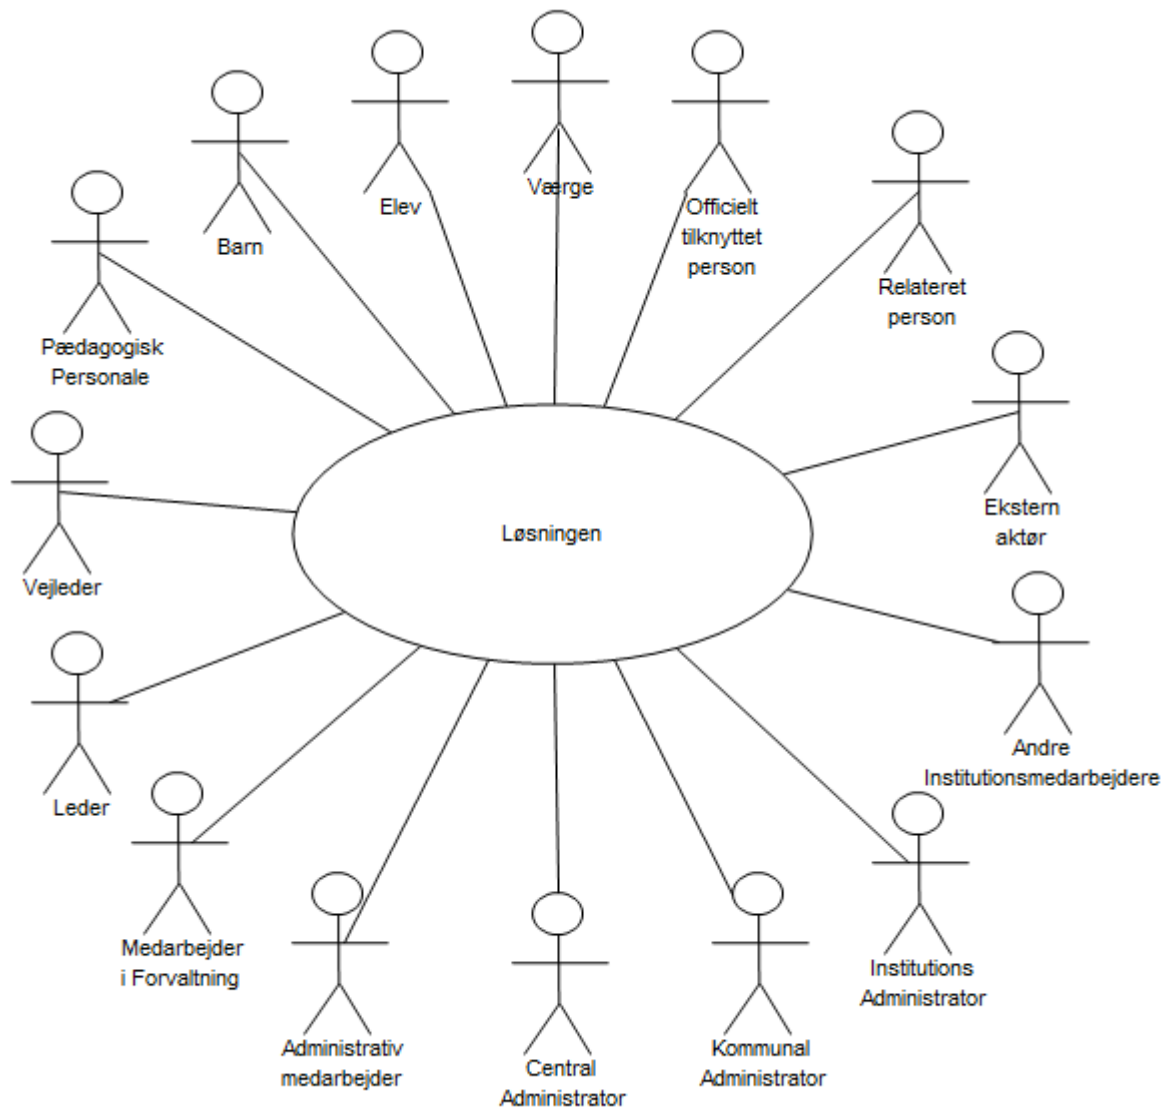 Værge
Elev
Officielt
tilknyttet
person
Barn
Relateret
person
Pædagogisk
Personale
Ekstern
aktør
Løsningen
Vejleder
Andre
Institutionsmedarbejdere
Leder
Medarbejder
i Forvaltning
Institutions
Administrator
Administrativ
medarbejder
Central
Administrator
Kommunal
Administrator